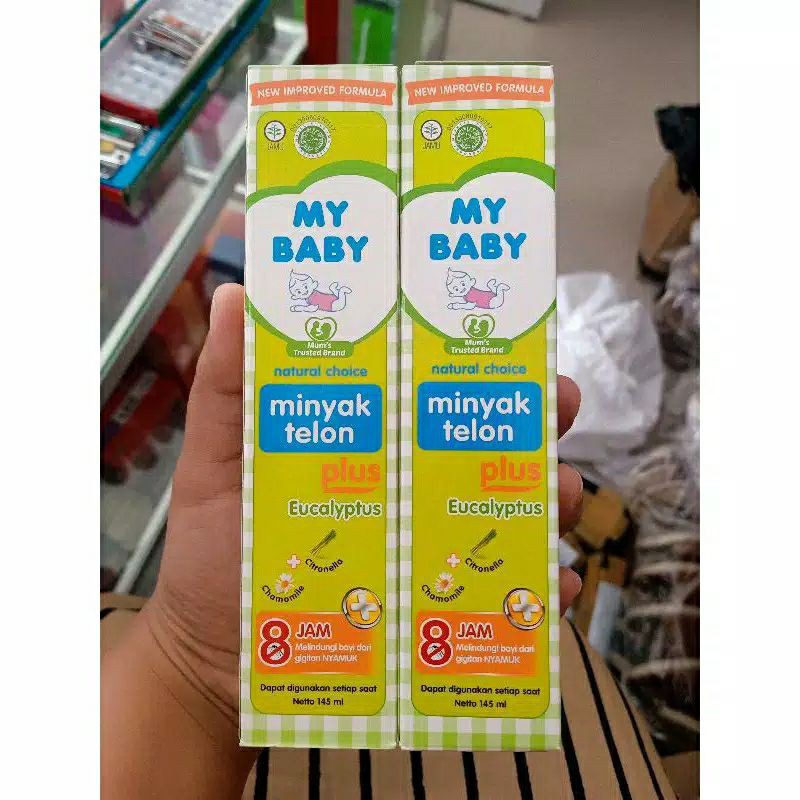 NEW IMPROVED FORMULA
JAMU
MY
BABY
Mum's
Trusted Brand
natural choice
minyak
telon
plus
Eucalyptus
+
Citronella
Chamomile
8 JAM
Melindungi bayi dari
gigitan NYAMUK
Dapat digunakan setiap saat
Netto 145 ml
NEW IMPROVED FORMULA
JAMU
MY
BABY
Mum's
Trusted Brand
natural choice
minyak
telon
plus
Eucalyptus
+
Citronella
Chamomile
8 JAM
Melindungi bayi dari
gigitan NYAMUK
Dapat digunakan setiap saat
Netto 145 ml